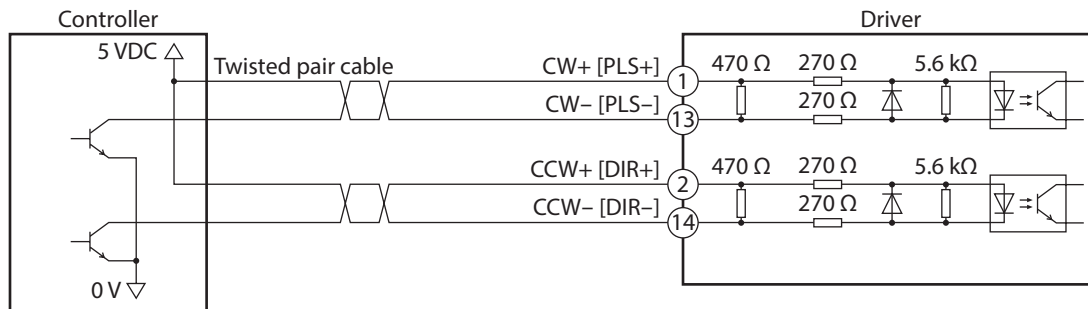 Controller
Driver
5 VDC
Twisted pair cable
CW+ [PLS+]
1
470 Ω
270 Ω
5.6 kΩ
CW– [PLS–]
13
270 Ω
CCW+ [DIR+]
2
470 Ω
270 Ω
5.6 kΩ
CCW– [DIR–]
14
270 Ω
0 V